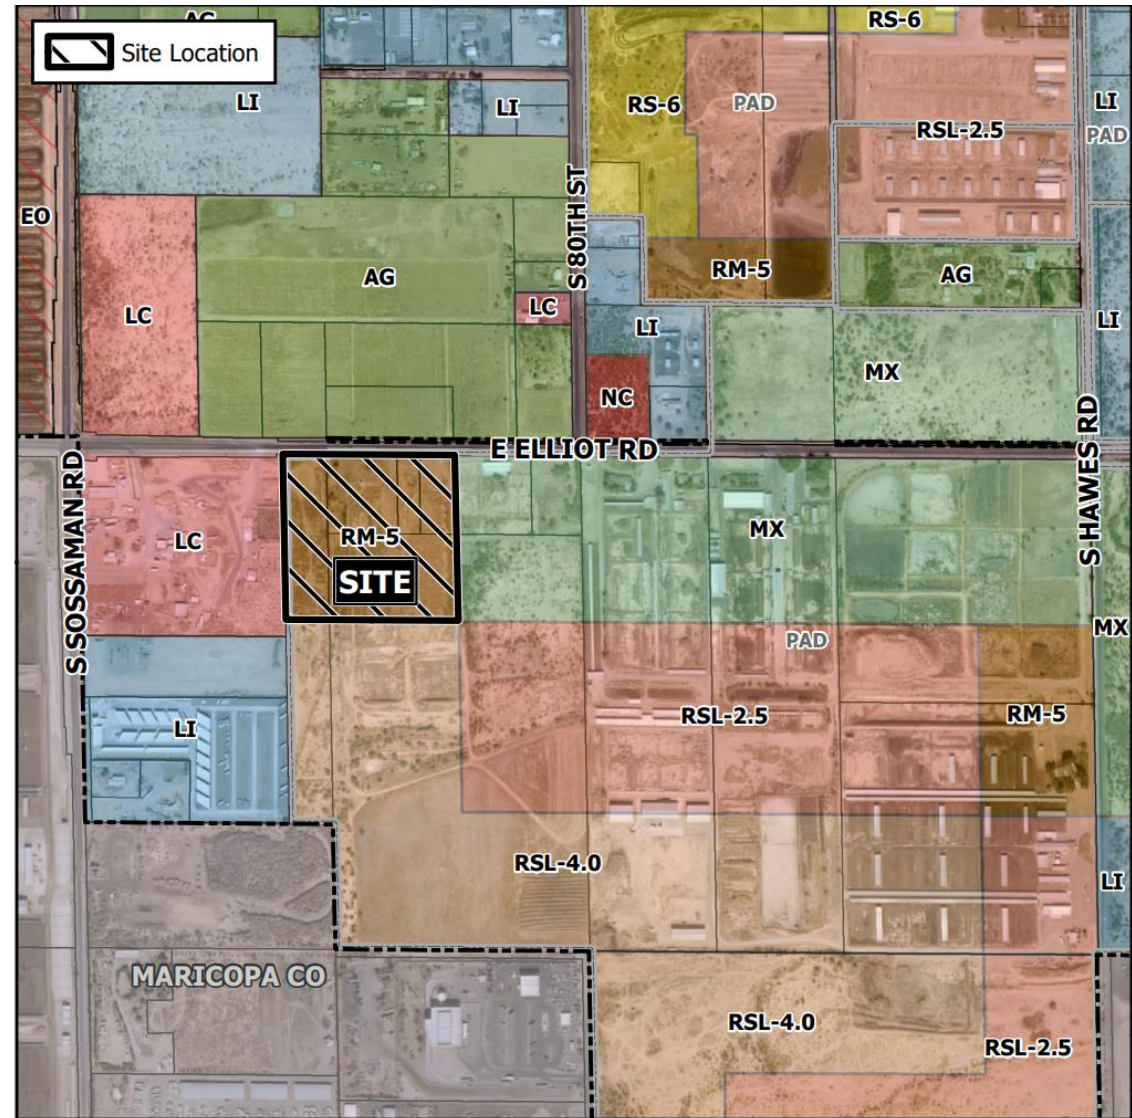 AG
RS-6
Site Location
LI
LI
RS-6
PAD
LI
RSL-2.5
PAD
EO
S 80TH ST
AG
RM-5
AG
LC
LC
LI
LI
MX
NC
S HAWES RD
E ELLIOT RD
S SOSSAMAN RD
LC
RM-5
SITE
MX
MX
PAD
LI
RSL-2.5
RM-5
RSL-4.0
LI
MARICOPA CO
RSL-4.0
RSL-2.5